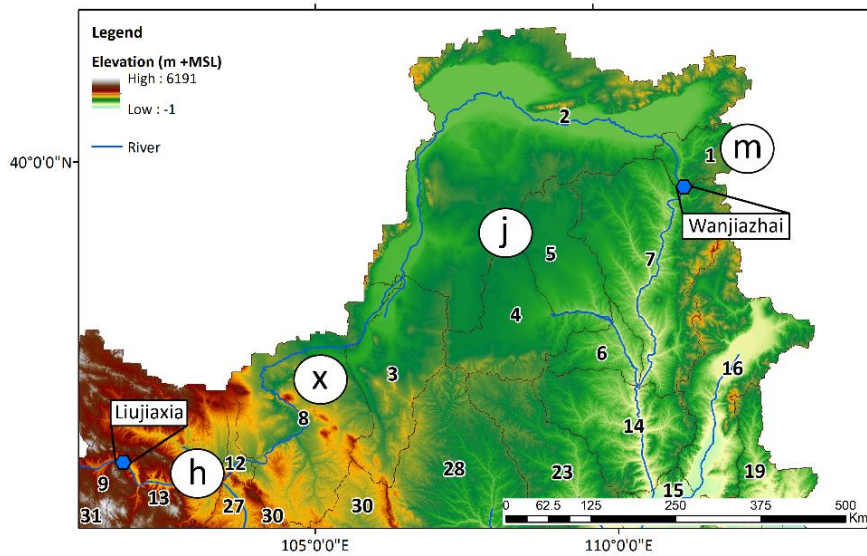 Legend
Elevation (m +MSL)
High : 6191
Low : -1
River
40°0'0"N
2
1
m
Wanjiazhai
j
5
7
4
6
x
3
16
8
Liujiaxia
14
h
12
9
13
28
23
19
15
31
27
30
30
0 62.5 125 250 375 500
Km
105°0'0"E
110°0'0"E